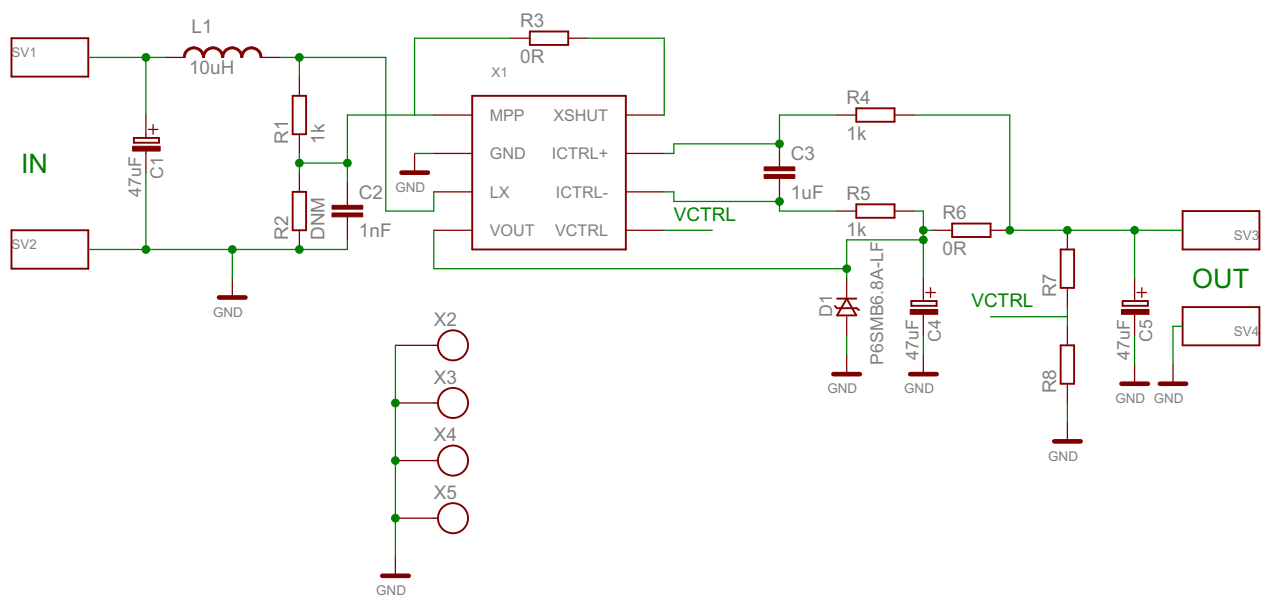 L1
10uH
SV1
R3
0R
X1
IN
47uF
C1
R1
1k
R2
DNM
C2
1nF
SV2
GND
MPP
XSHUT
GND
ICTRL+
LX
ICTRL-
VOUT
VCTRL
GND
R4
1k
C3
1uF
VCTRL
R5
1k
R6
0R
D1
P6SMB6.8A-LF
GND
47uF
C4
GND
R7
VCTRL
R8
GND
47uF
C5
GND
SV3
OUT
SV4
GND
X2
X3
X4
X5
GND